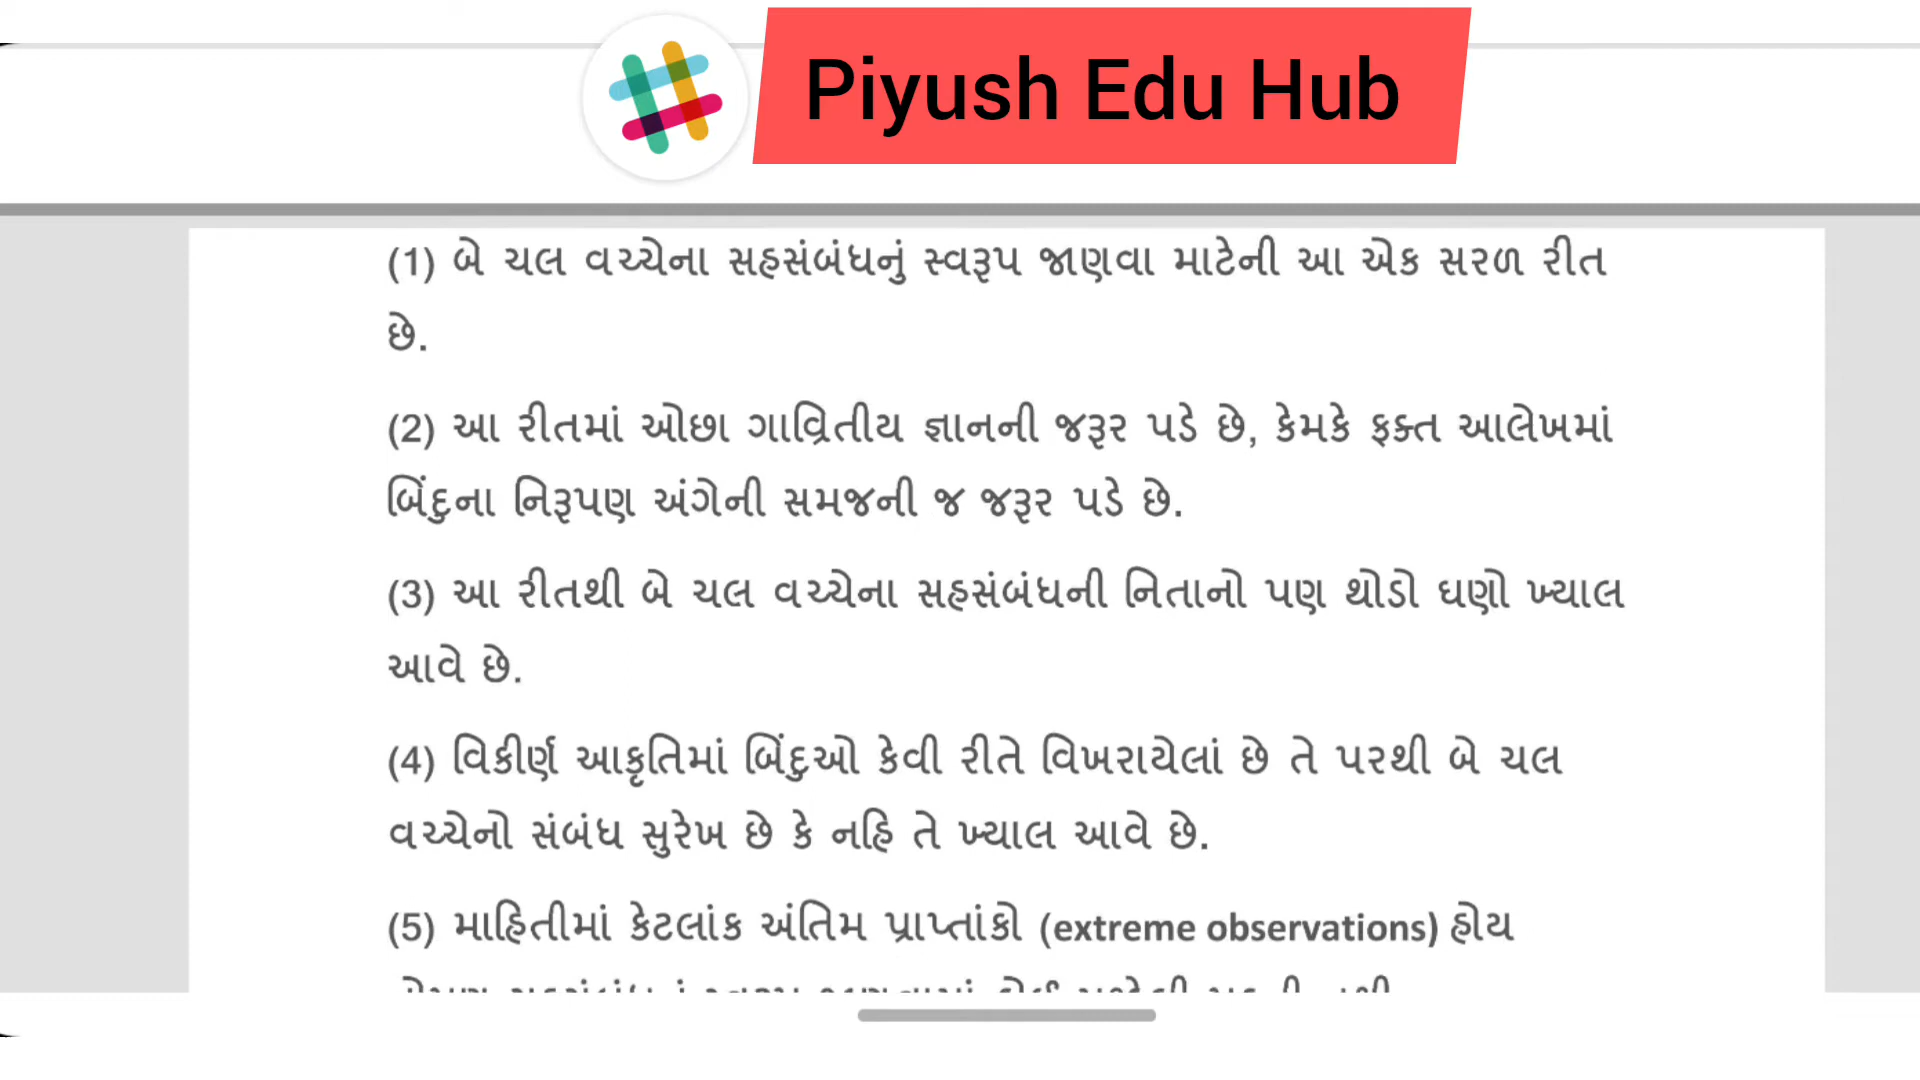 Piyush Edu Hub
(1) બે ચલ વચ્ચેના સહસંબંધનું સ્વરૂપ જાણવા માટેની આ એક સરળ રીત
છે.
(2) આ રીતમાં ઓછા ગાવ્રિતીય જ્ઞાનની જરૂર પડે છે, કેમકે ફક્ત આલેખમાં
બિંદુના નિરૂપણ અંગેની સમજની જ જરૂર પડે છે.
(3) આ રીતથી બે ચલ વચ્ચેના સહસંબંધની નિતાનો પણ થોડો ઘણો ખ્યાલ
આવે છે.
(4) વિકીર્ણ આકૃતિમાં બિંદુઓ કેવી રીતે વિખરાયેલાં છે તે પરથી બે ચલ
વચ્ચેનો સંબંધ સુરેખ છે કે નહિ તે ખ્યાલ આવે છે.
(5) માહિતીમાં કેટલાંક અંતિમ પ્રાપ્તાંકો (extreme observations) હોય